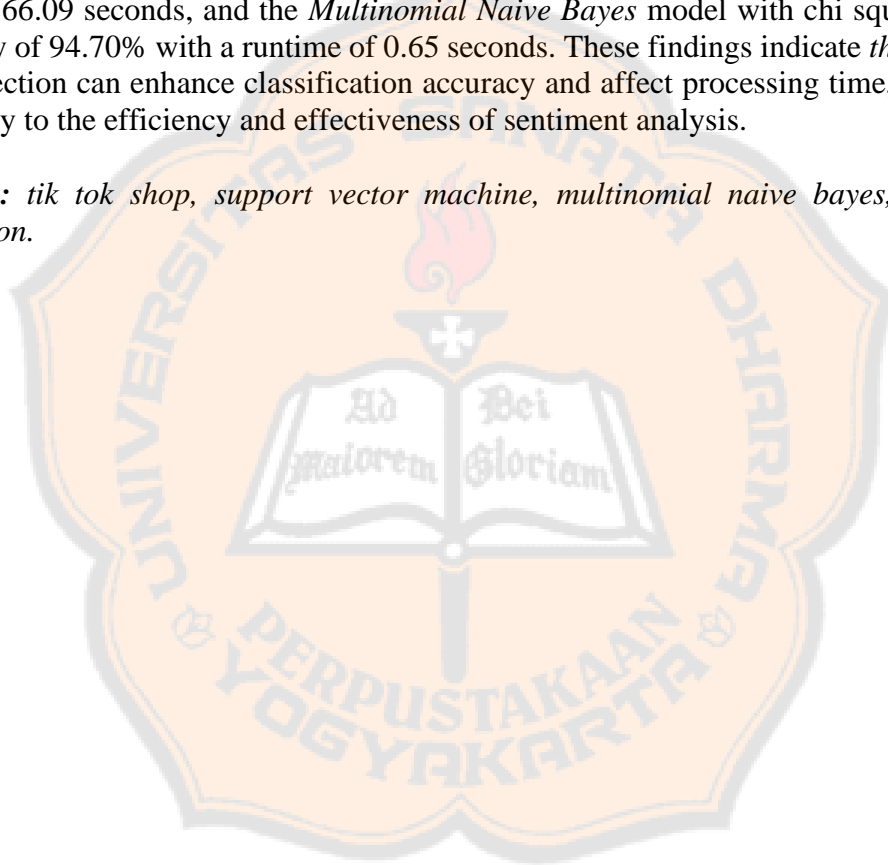 66.09 seconds, and the Multinomial Naive Bayes model with chi squ
y of 94.70% with a runtime of 0.65 seconds. These findings indicate th
ection can enhance classification accuracy and affect processing time,
y to the efficiency and effectiveness of sentiment analysis.
: tik tok shop, support vector machine, multinomial naive bayes,
on.
UNIVERSITAS SANATA DHARMA
Ad Dei
Maiorem Gloriam
PERPUSTAKAAN
YOGYAKARTA